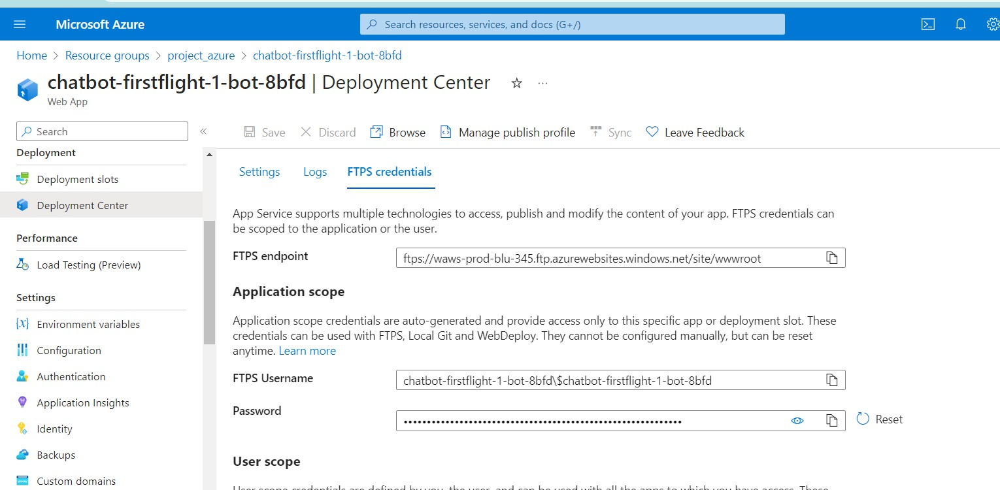 Microsoft Azure
Search resources, services, and docs (G+/)
Home > Resource groups > project_azure > chatbot-firstflight-1-bot-8bfd
chatbot-firstflight-1-bot-8bfd | Deployment Center
Web App
Search
Save
Discard
Browse
Manage publish profile
Sync
Leave Feedback
Deployment
Deployment slots
Deployment Center
Performance
Load Testing (Preview)
Settings
Environment variables
Configuration
Authentication
Application Insights
Identity
Backups
Custom domains
Settings
Logs
FTPS credentials
App Service supports multiple technologies to access, publish and modify the content of your app. FTPS credentials can
be scoped to the application or the user.
FTPS endpoint
ftps://waws-prod-blu-345.ftp.azurewebsites.windows.net/site/wwwroot
Application scope
Application scope credentials are auto-generated and provide access only to this specific app or deployment slot. These
credentials can be used with FTPS, Local Git and WebDeploy. They cannot be configured manually, but can be reset
anytime. Learn more
FTPS Username
chatbot-firstflight-1-bot-8bfd\$chatbot-firstflight-1-bot-8bfd
Password
Reset
User scope
User scope credentials are defined by you, the user, and can be used with all the apps to which you have access. These